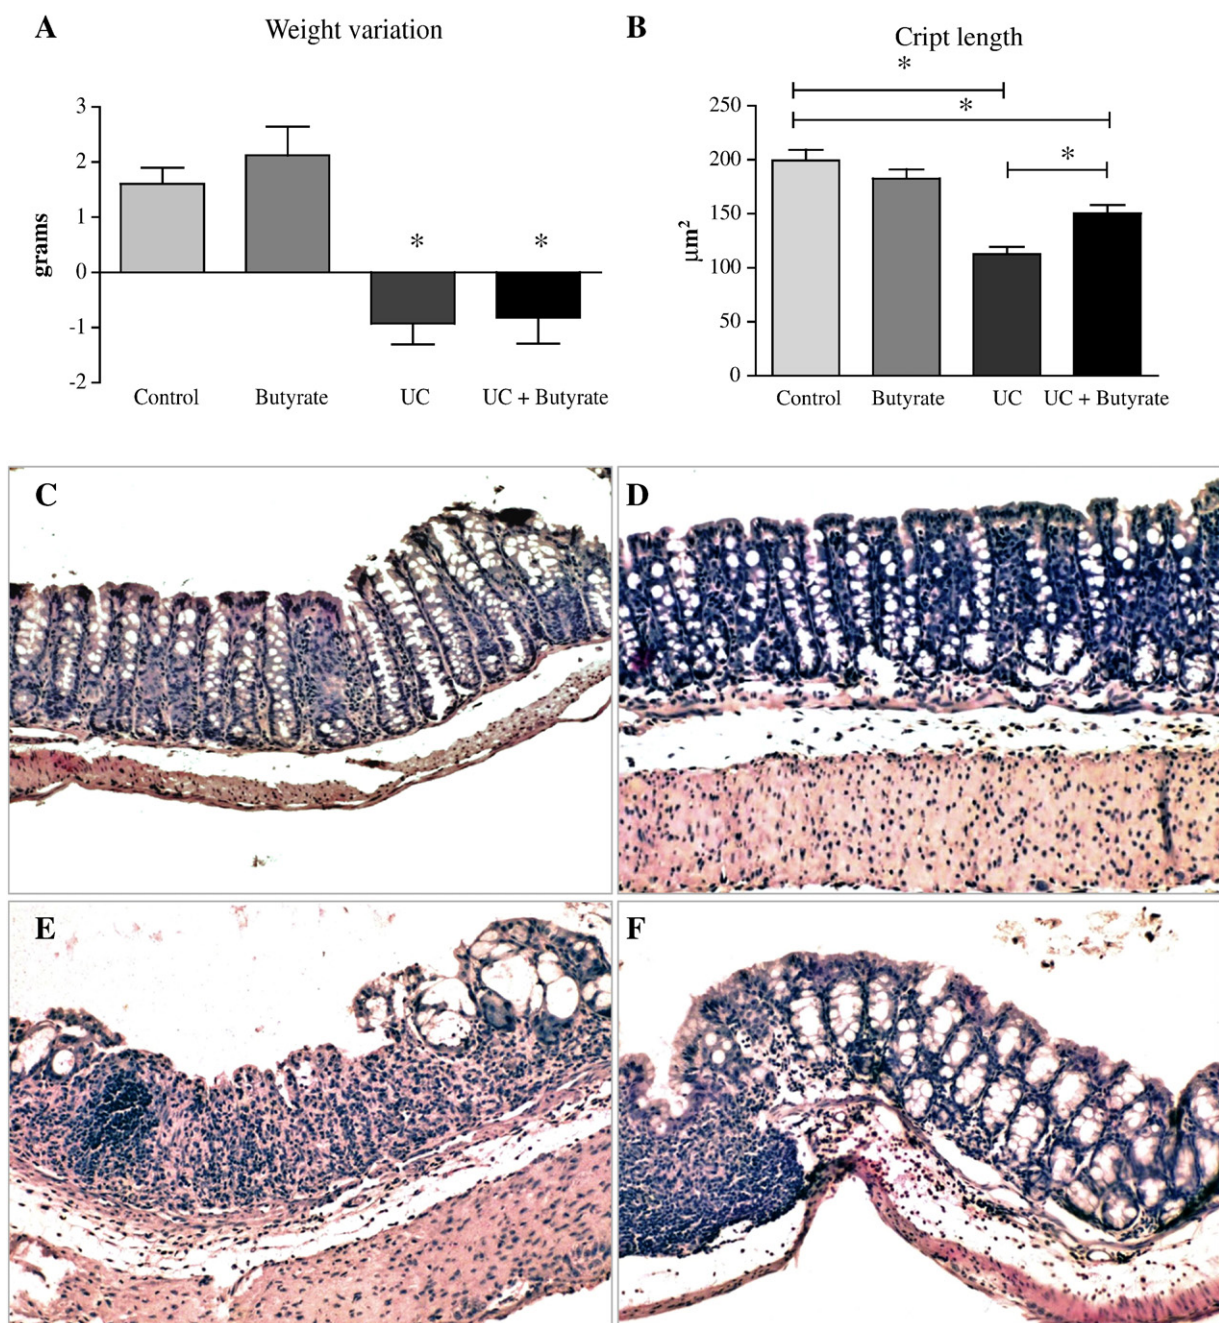 A
Weight variation
3
2
1
0
-1
-2
grams
*
*
Control
Butyrate
UC
UC + Butyrate
B
Cript length
*
*
*
250
200
150
100
50
0
µm²
Control
Butyrate
UC
UC + Butyrate
C
D
E
F